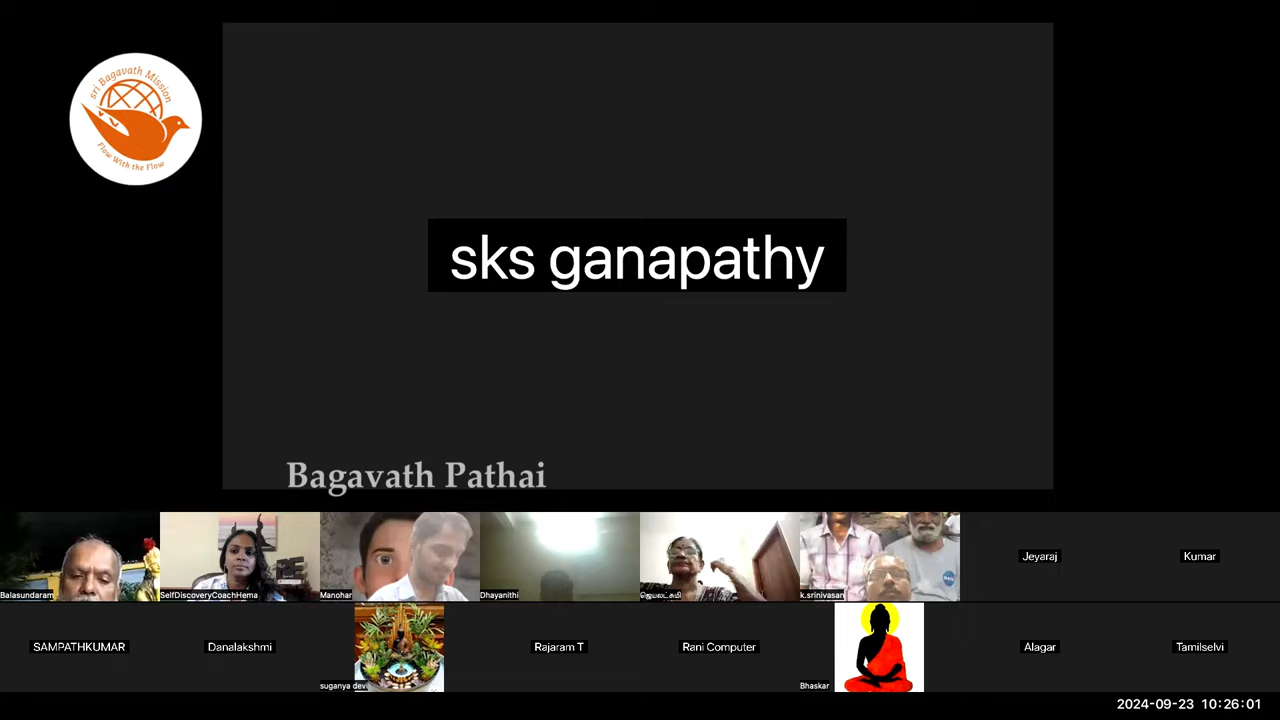 sri Bagavath Mission
Flow With the Flow
sks ganapathy
Bagavath Pathai
Balasundaram
SelfDiscoveryCoachHema
Manohar
Dhayanithi
ஜெயலட்சுமி
k.srinivasan
Jeyaraj
Kumar
SAMPATHKUMAR
Danalakshmi
suganya devi
Rajaram T
Rani Computer
Bhaskar
Alagar
Tamilselvi
2024-09-23 10:26:01